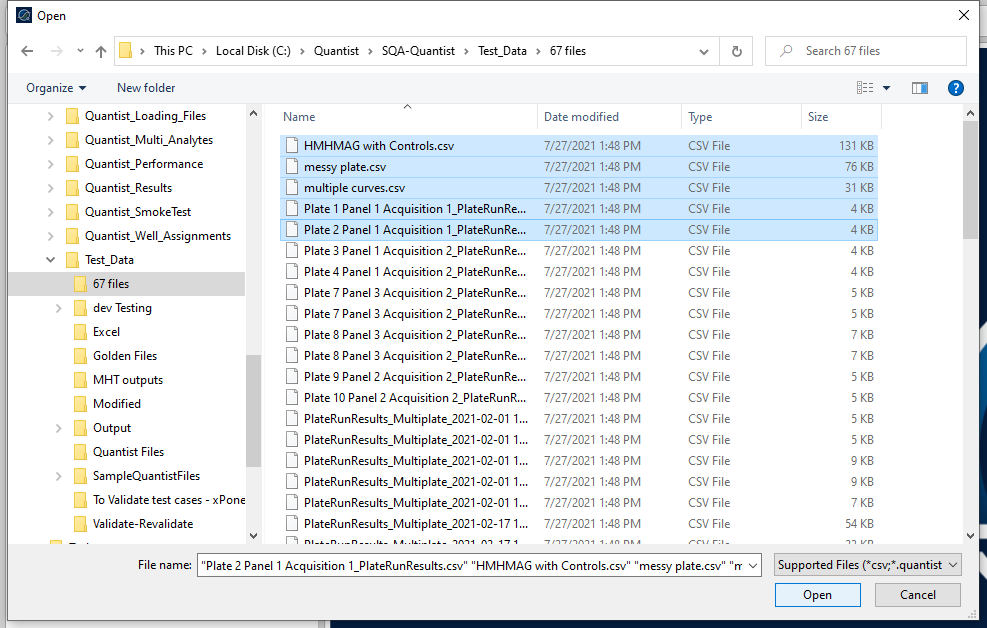 Open
This PC > Local Disk (C:) > Quantist > SQA-Quantist > Test_Data > 67 files
Search 67 files
Organize New folder
Quantist_Loading_Files
Quantist_Multi_Analytes
Quantist_Performance
Quantist_Results
Quantist_SmokeTest
Quantist_Well_Assignments
Test_Data
67 files
dev Testing
Excel
Golden Files
MHT outputs
Modified
Output
Quantist Files
SampleQuantistFiles
To Validate test cases - xPone
Validate-Revalidate
Name Date modified Type Size
HMHMAG with Controls.csv 7/27/2021 1:48 PM CSV File 131 KB
messy plate.csv 7/27/2021 1:48 PM CSV File 76 KB
multiple curves.csv 7/27/2021 1:48 PM CSV File 31 KB
Plate 1 Panel 1 Acquisition 1_PlateRunRe... 7/27/2021 1:48 PM CSV File 4 KB
Plate 2 Panel 1 Acquisition 1_PlateRunRe... 7/27/2021 1:48 PM CSV File 4 KB
Plate 3 Panel 1 Acquisition 2_PlateRunRe... 7/27/2021 1:48 PM CSV File 4 KB
Plate 4 Panel 1 Acquisition 2_PlateRunRe... 7/27/2021 1:48 PM CSV File 4 KB
Plate 7 Panel 3 Acquisition 2_PlateRunRe... 7/27/2021 1:48 PM CSV File 5 KB
Plate 7 Panel 3 Acquisition 2_PlateRunRe... 7/27/2021 1:48 PM CSV File 5 KB
Plate 8 Panel 3 Acquisition 2_PlateRunRe... 7/27/2021 1:48 PM CSV File 7 KB
Plate 8 Panel 3 Acquisition 2_PlateRunRe... 7/27/2021 1:48 PM CSV File 7 KB
Plate 9 Panel 2 Acquisition 2_PlateRunRe... 7/27/2021 1:48 PM CSV File 5 KB
Plate 10 Panel 2 Acquisition 2_PlateRunR... 7/27/2021 1:48 PM CSV File 5 KB
PlateRunResults_Multiplate_2021-02-01 1... 7/27/2021 1:48 PM CSV File 5 KB
PlateRunResults_Multiplate_2021-02-01 1... 7/27/2021 1:48 PM CSV File 5 KB
PlateRunResults_Multiplate_2021-02-01 1... 7/27/2021 1:48 PM CSV File 9 KB
PlateRunResults_Multiplate_2021-02-01 1... 7/27/2021 1:48 PM CSV File 9 KB
PlateRunResults_Multiplate_2021-02-01 1... 7/27/2021 1:48 PM CSV File 7 KB
PlateRunResults_Multiplate_2021-02-17 1... 7/27/2021 1:48 PM CSV File 54 KB
File name: "Plate 2 Panel 1 Acquisition 1_PlateRunResults.csv" "HMHMAG with Controls.csv" "messy plate.csv" "m
Supported Files (*csv;*.quantist
Open Cancel